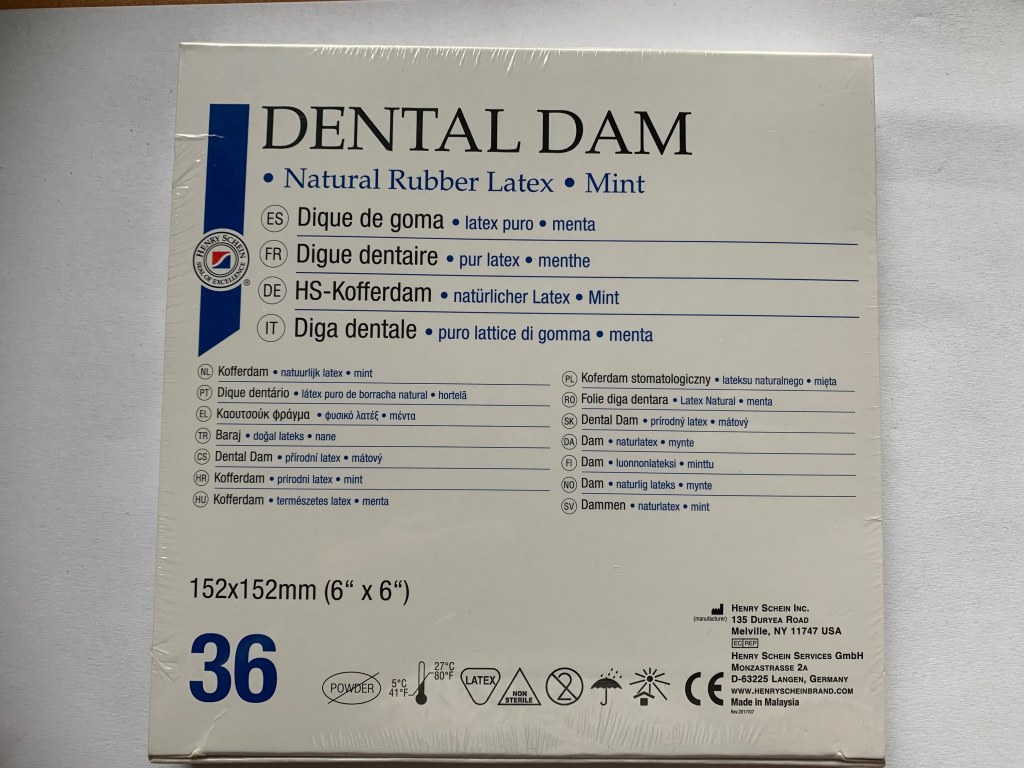 DENTAL DAM
• Natural Rubber Latex • Mint
ES Dique de goma • latex puro • menta
FR Digue dentaire • pur latex • menthe
DE HS-Kofferdam • natürlicher Latex • Mint
IT Diga dentale • puro lattice di gomma • menta
HENRY SCHEIN
SEAL OF EXCELLENCE
®
NL Kofferdam • natuurlijk latex • mint
PT Dique dentário • látex puro de borracha natural • hortelã
EL Καουτσούκ φράγμα • φυσικό λατέξ • μέντα
TR Baraj • doğal lateks • nane
CS Dental Dam • přírodní latex • mátový
HR Kofferdam • prirodni latex • mint
HU Kofferdam • természetes latex • menta
PL Koferdam stomatologiczny • lateksu naturalnego • mięta
RO Folie diga dentara • Latex Natural • menta
SK Dental Dam • prírodný latex • mátový
DA Dam • naturlatex • mynte
FI Dam • luonnonlateksi • minttu
NO Dam • naturlig lateks • mynte
SV Dammen • naturlatex • mint
152x152mm (6“ x 6“)
36
POWDER
5°C
41°F
27°C
80°F
LATEX
NON
STERILE
2
CE
(manufacturer)
HENRY SCHEIN INC.
135 DURYEA ROAD
Melville, NY 11747 USA
EC REP
HENRY SCHEIN SERVICES GMBH
MONZASTRASSE 2A
D-63225 LANGEN, GERMANY
WWW.HENRYSCHEINBRAND.COM
Made in Malaysia
Rev.2017/07